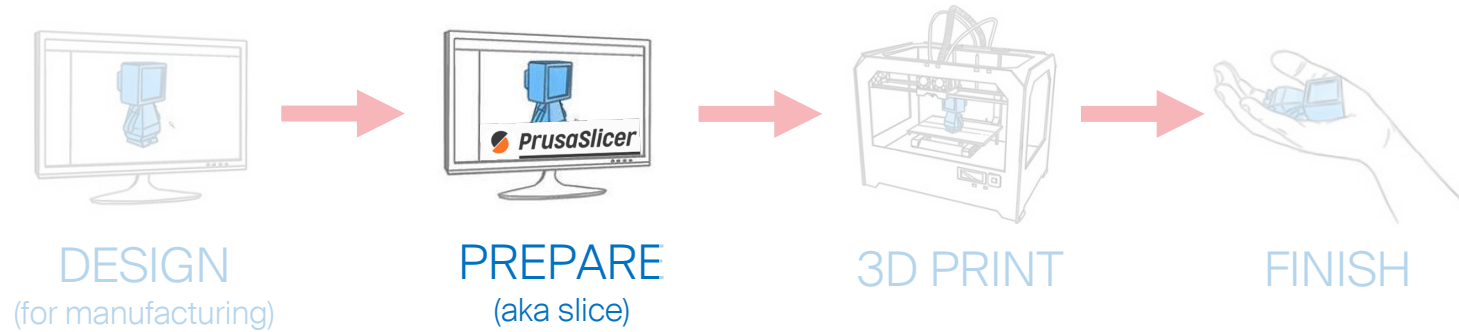 PrusaSlicer
DESIGN
(for manufacturing)
PREPARE
(aka slice)
3D PRINT
FINISH